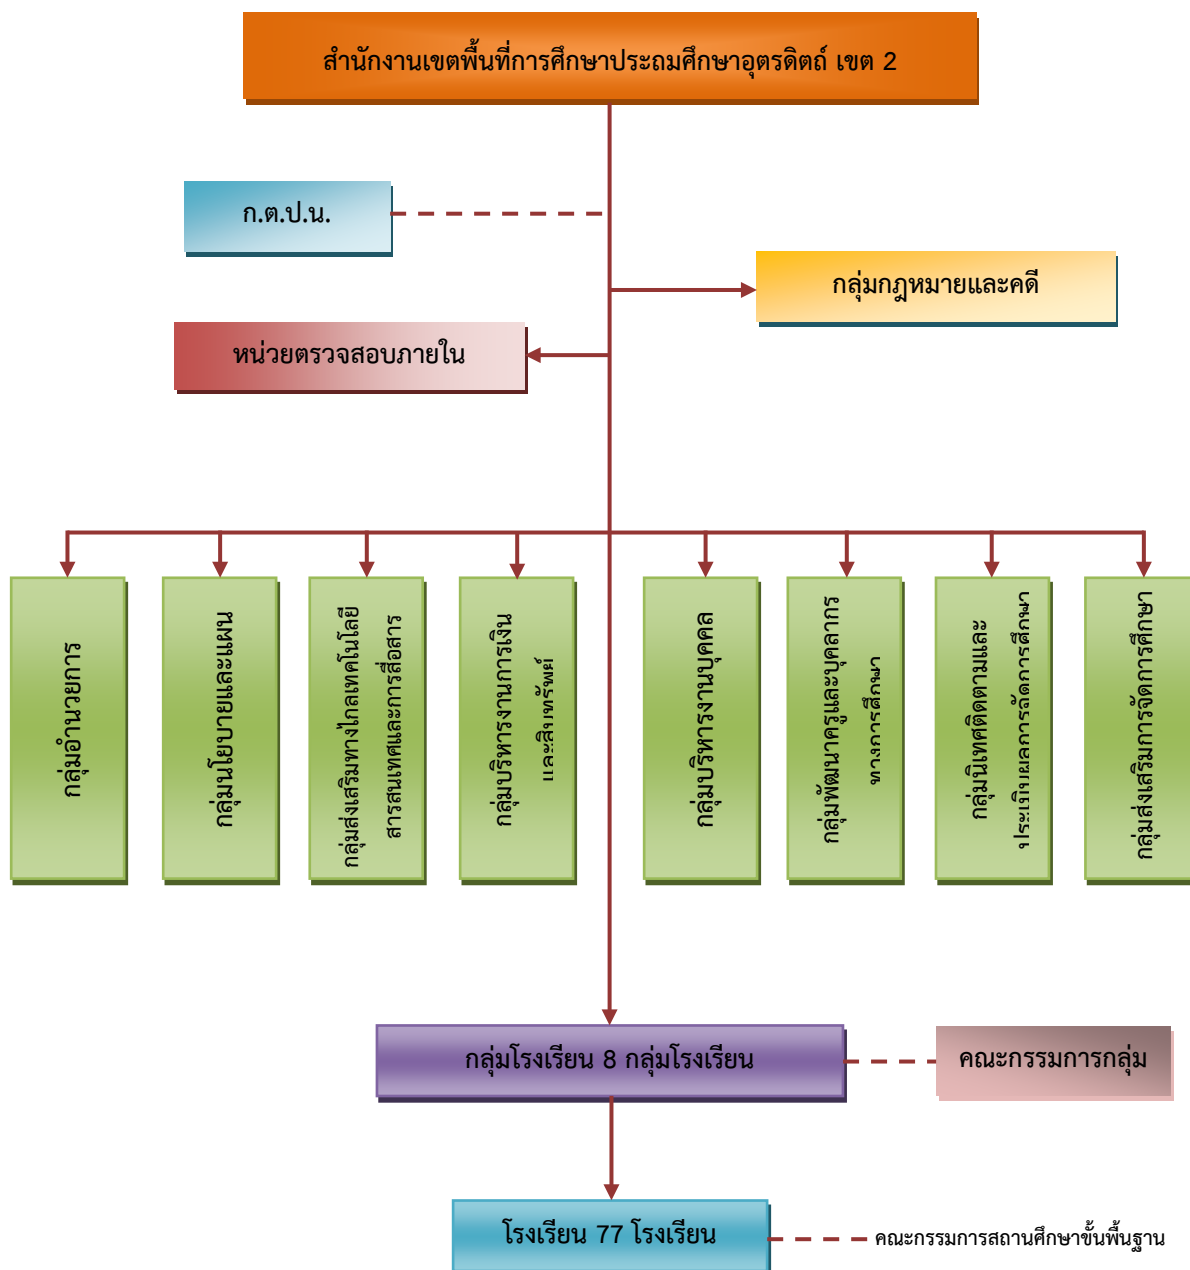 สำนักงานเขตพื้นที่การศึกษาประถมศึกษาอุตรดิตถ์ เขต 2
ก.ต.ป.น.
กลุ่มกฎหมายและคดี
หน่วยตรวจสอบภายใน
กลุ่มอำนวยการ
กลุ่มนโยบายและแผน
กลุ่มส่งเสริมทางไกลเทคโนโลยี
สารสนเทศและการสื่อสาร
กลุ่มบริหารงานการเงิน
และสินทรัพย์
กลุ่มบริหารงานบุคคล
กลุ่มพัฒนาครูและบุคลากร
ทางการศึกษา
กลุ่มนิเทศติดตามและ
ประเมินผลการจัดการศึกษา
กลุ่มส่งเสริมการจัดการศึกษา
กลุ่มโรงเรียน 8 กลุ่มโรงเรียน
คณะกรรมการกลุ่ม
โรงเรียน 77 โรงเรียน
คณะกรรมการสถานศึกษาขั้นพื้นฐาน